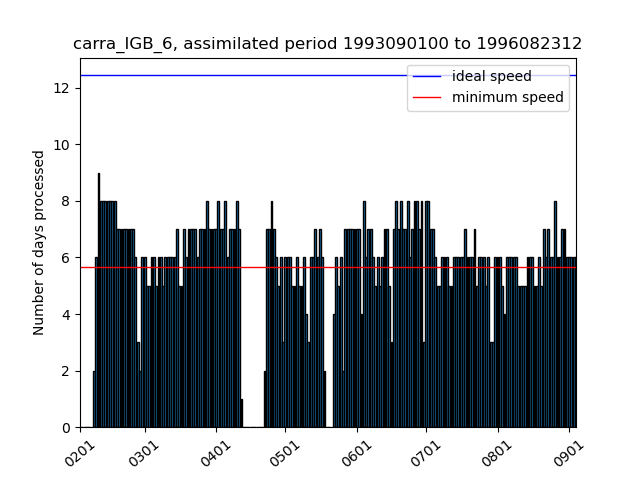 carra_IGB_6, assimilated period 1993090100 to 1996082312
ideal speed
minimum speed
Number of days processed
12
10
8
6
4
2
0
0201 0301 0401 0501 0601 0701 0801 0901